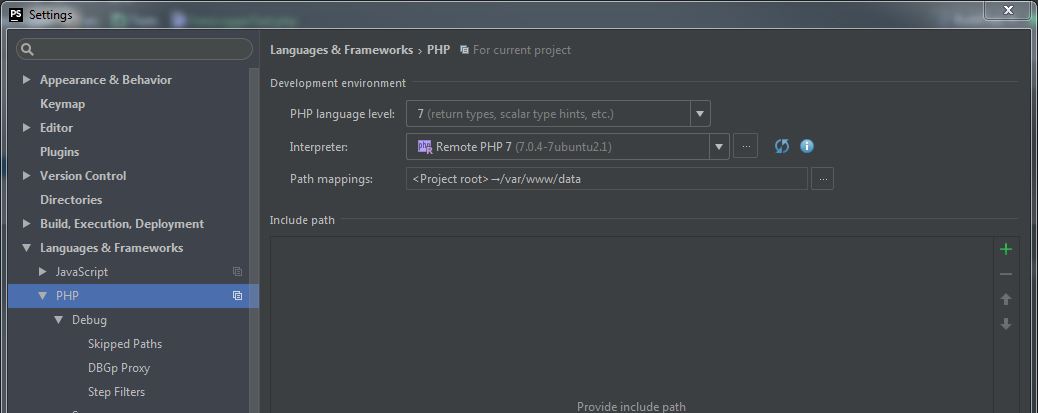 PS Settings
Appearance & Behavior
Keymap
Editor
Plugins
Version Control
Directories
Build, Execution, Deployment
Languages & Frameworks
JavaScript
PHP
Debug
Skipped Paths
DBGp Proxy
Step Filters
Languages & Frameworks › PHP For current project
Development environment
PHP language level: 7 (return types, scalar type hints, etc.)
Interpreter: Remote PHP 7 (7.0.4-7ubuntu2.1) ...
Path mappings: <Project root>→/var/www/data ...
Include path
Provide include path